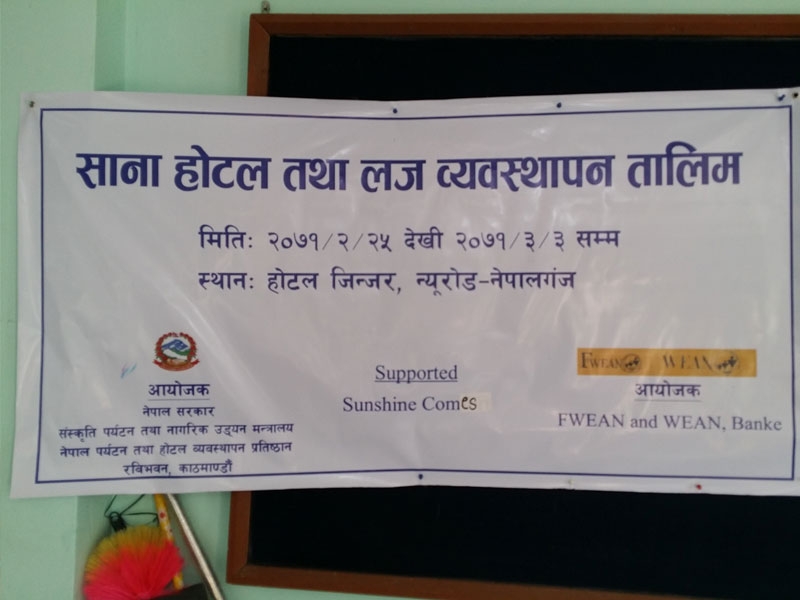 साना होटल तथा लज व्यवस्थापन तालिम
मितिः २०७१/२/२५ देखी २०७१/३/३ सम्म
स्थानः होटल जिन्जर, न्यूरोड-नेपालगंज
आयोजक
नेपाल सरकार
संस्कृति पर्यटन तथा नागरिक उड्यन मन्त्रालय
नेपाल पर्यटन तथा होटल व्यवस्थापन प्रतिष्ठान
रविभवन, काठमाण्डौं
Supported
Sunshine Comes
FWEAN WEAN
आयोजक
FWEAN and WEAN, Banke